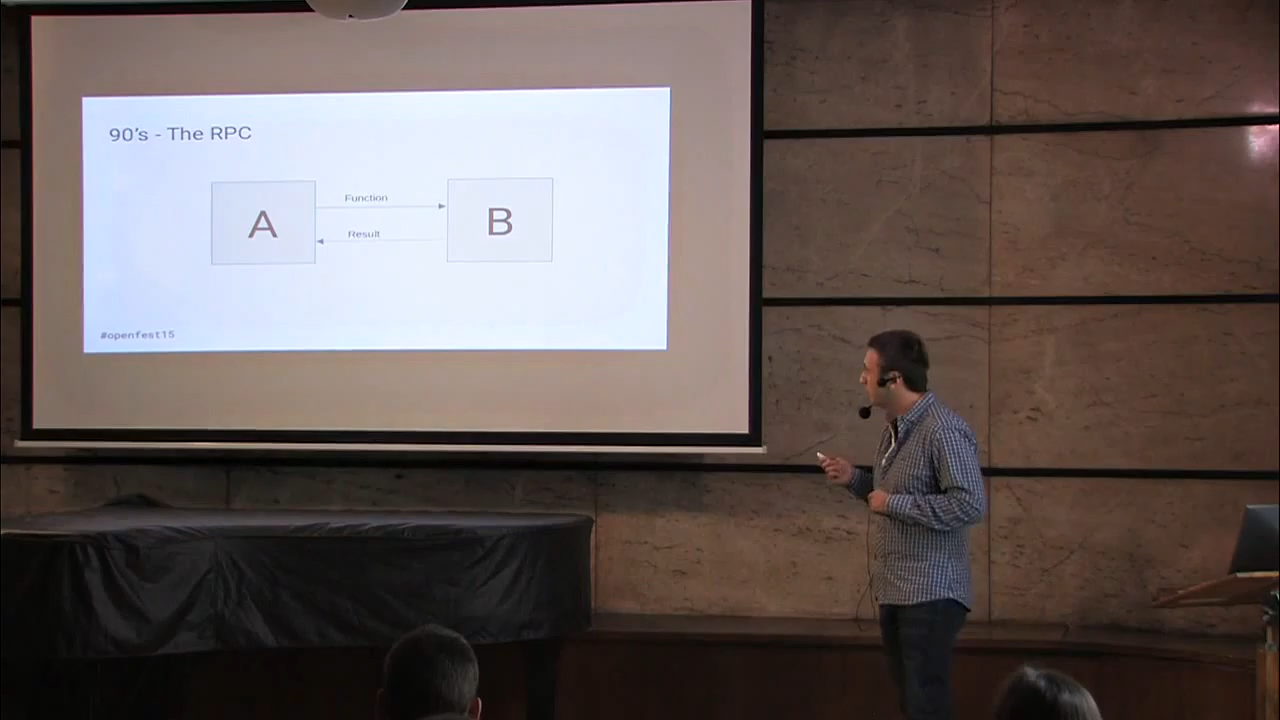 90's - The RPC
Function
A
B
Result
#openfest15